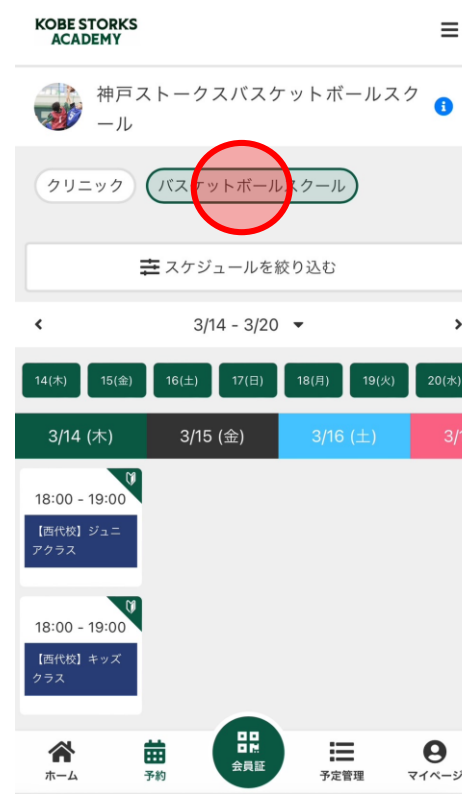 KOBE STORKS
ACADEMY
神戸ストークスバスケットボールスク
ール
クリニック
バスケットボールスクール
スケジュールを絞り込む
3/14 - 3/20
14(木) 15(金) 16(土) 17(日) 18(月) 19(火) 20(水)
3/14 (木) 3/15 (金) 3/16 (土) 3/
18:00 - 19:00
【西代校】ジュニ
アクラス
18:00 - 19:00
【西代校】キッズ
クラス
ホーム 予約 会員証 予定管理 マイページ